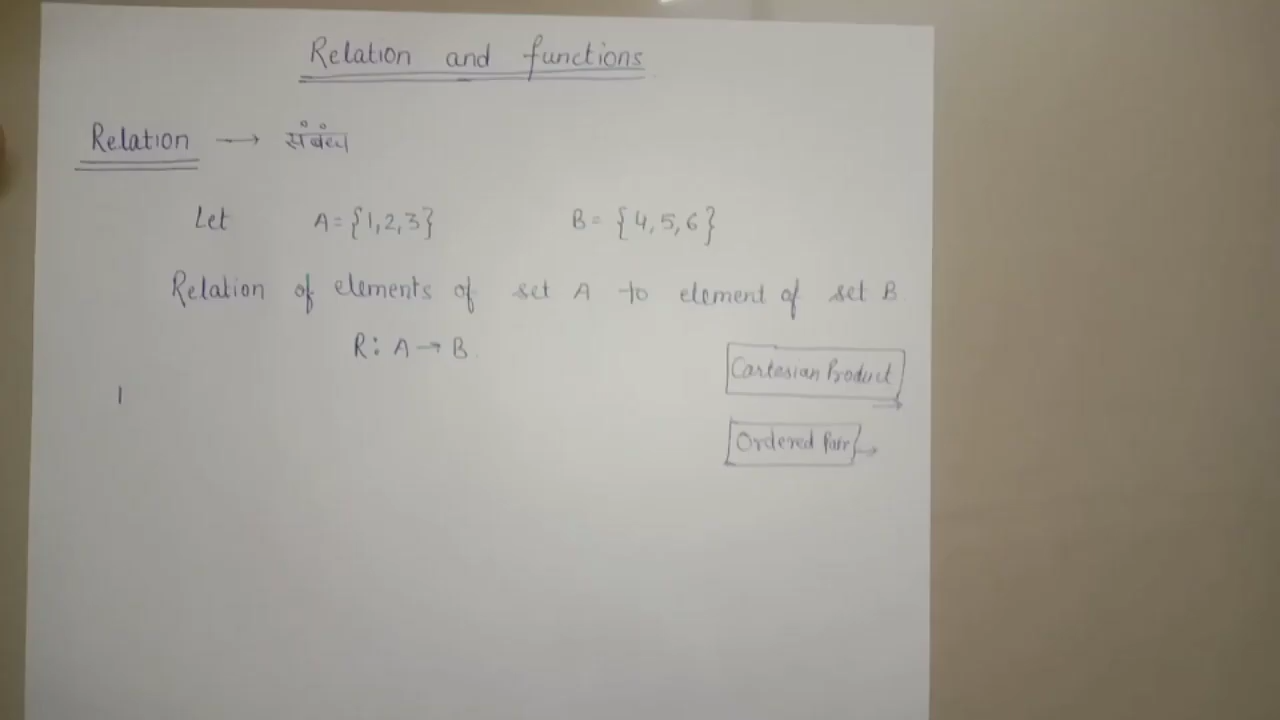 Relation and functions
Relation → संबंध
Let A = {1,2,3} B = {4,5,6}
Relation of elements of set A to element of set B.
R: A → B.
Cartesian Product →
1
Ordered Pair →